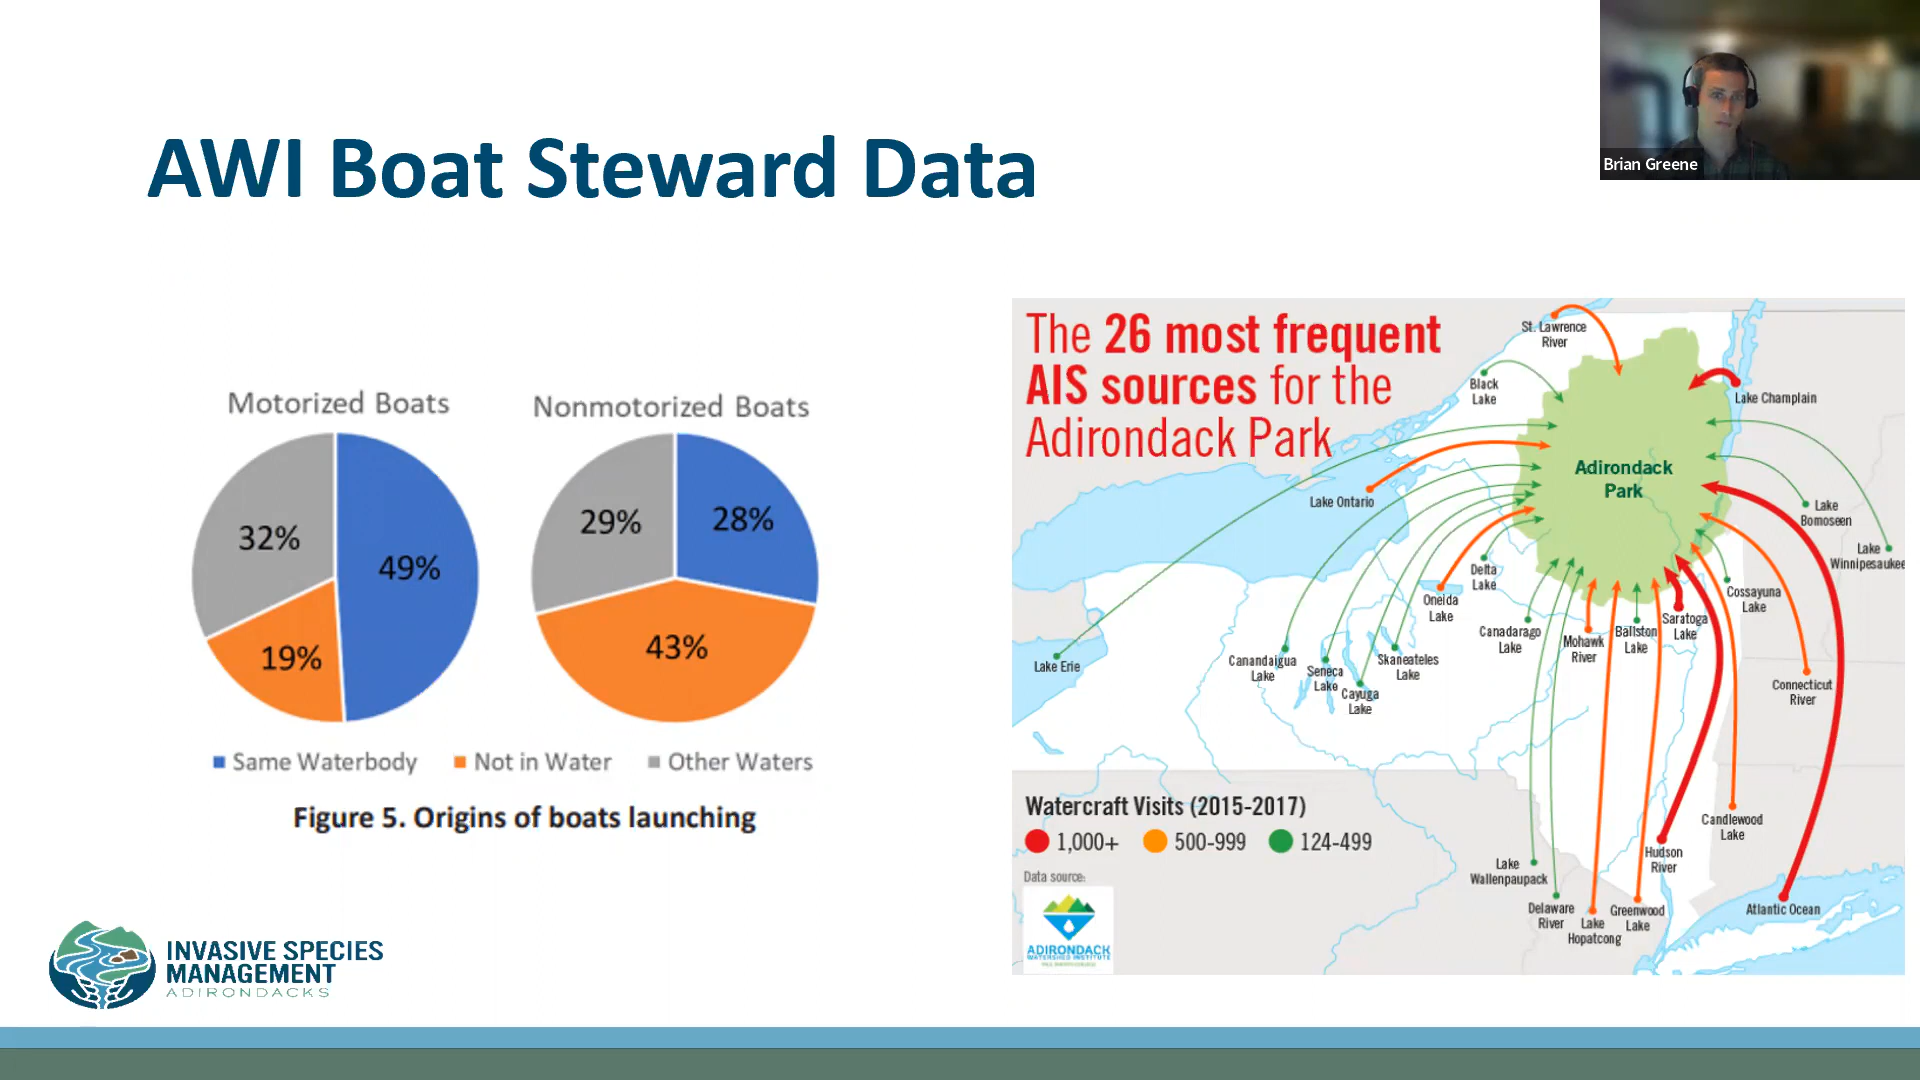 AWI Boat Steward Data
Brian Greene
Motorized Boats
32%
49%
19%
Nonmotorized Boats
29%
28%
43%
Same Waterbody
Not in Water
Other Waters
Figure 5. Origins of boats launching
The 26 most frequent
AIS sources for the
Adirondack Park
St. Lawrence
River
Black
Lake
Lake Champlain
Adirondack
Park
Lake Ontario
Lake
Bomoseen
Lake
Winnipesaukee
Delta
Lake
Oneida
Lake
Cossayuna
Lake
Canadarago
Lake
Mohawk
River
Ballston
Lake
Saratoga
Lake
Lake Erie
Canandaigua
Lake
Seneca
Lake
Cayuga
Lake
Skaneateles
Lake
Connecticut
River
Candlewood
Lake
Hudson
River
Lake
Wallenpaupack
Delaware
River
Lake
Hopatcong
Greenwood
Lake
Atlantic Ocean
Watercraft Visits (2015-2017)
1,000+
500-999
124-499
Data source:
ADIRONDACK
WATERSHED INSTITUTE
INVASIVE SPECIES
MANAGEMENT
ADIRONDACKS